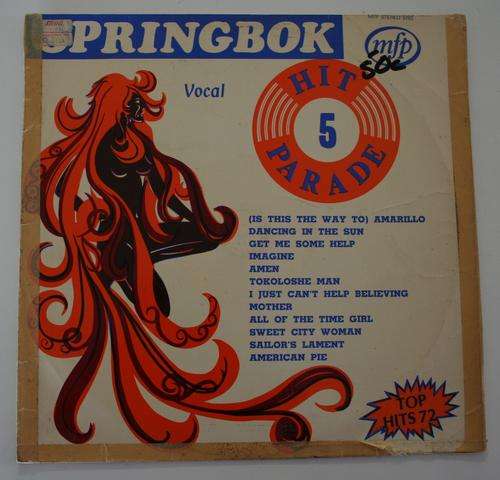 SPRINGBOK
mfp
50c
Vocal
HIT
5
PARADE
(IS THIS THE WAY TO) AMARILLO
DANCING IN THE SUN
GET ME SOME HELP
IMAGINE
AMEN
TOKOLOSHE MAN
I JUST CAN'T HELP BELIEVING
MOTHER
ALL OF THE TIME GIRL
SWEET CITY WOMAN
SAILOR'S LAMENT
AMERICAN PIE
TOP
HITS 72